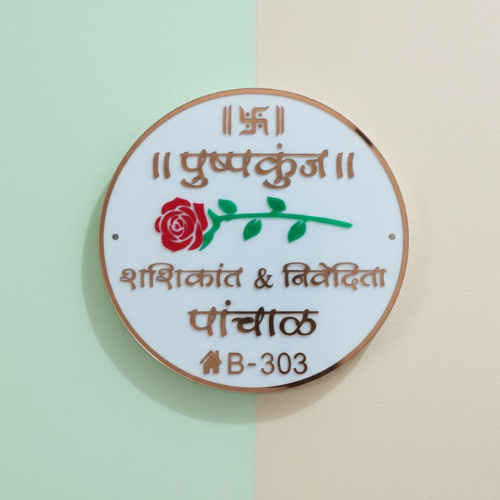 ॥ 卐 ॥
॥ पुष्पकुंज ॥
शशिकांत & निवेदिता
पांचाळ
B-303